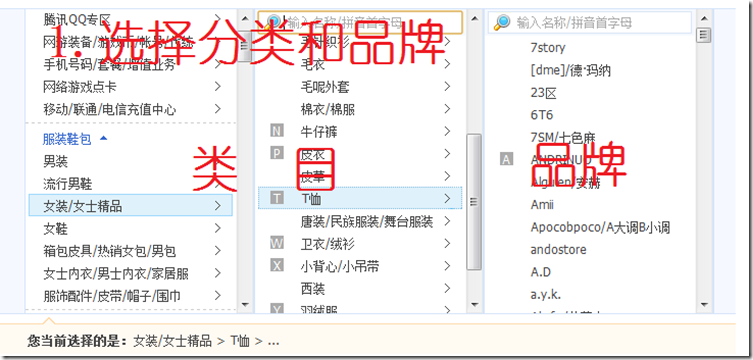 1. 选择分类和品牌
类 目
品牌
腾讯QQ专区
网游装备/游戏币/帐号/代练
手机号码/套餐/增值业务
网络游戏点卡
移动/联通/电信充值中心
服装鞋包
男装
流行男鞋
女装/女士精品
女鞋
箱包皮具/热销女包/男包
女士内衣/男士内衣/家居服
服饰配件/皮带/帽子/围巾
输入名称/拼音首字母
毛针织衫
毛衣
毛呢外套
棉衣/棉服
N 牛仔裤
P 皮衣
皮草
T T恤
唐装/民族服装/舞台服装
W 卫衣/绒衫
X 小背心/小吊带
西装
Y 羽绒服
输入名称/拼音首字母
7story
[dme]/德·玛纳
23区
6T6
7SM/七色麻
A ANDRINUO
Alguien/安赫
Amii
Apocobpoco/A大调B小调
andostore
A.D
a.y.k.
您当前选择的是：女装/女士精品 > T恤 > ...